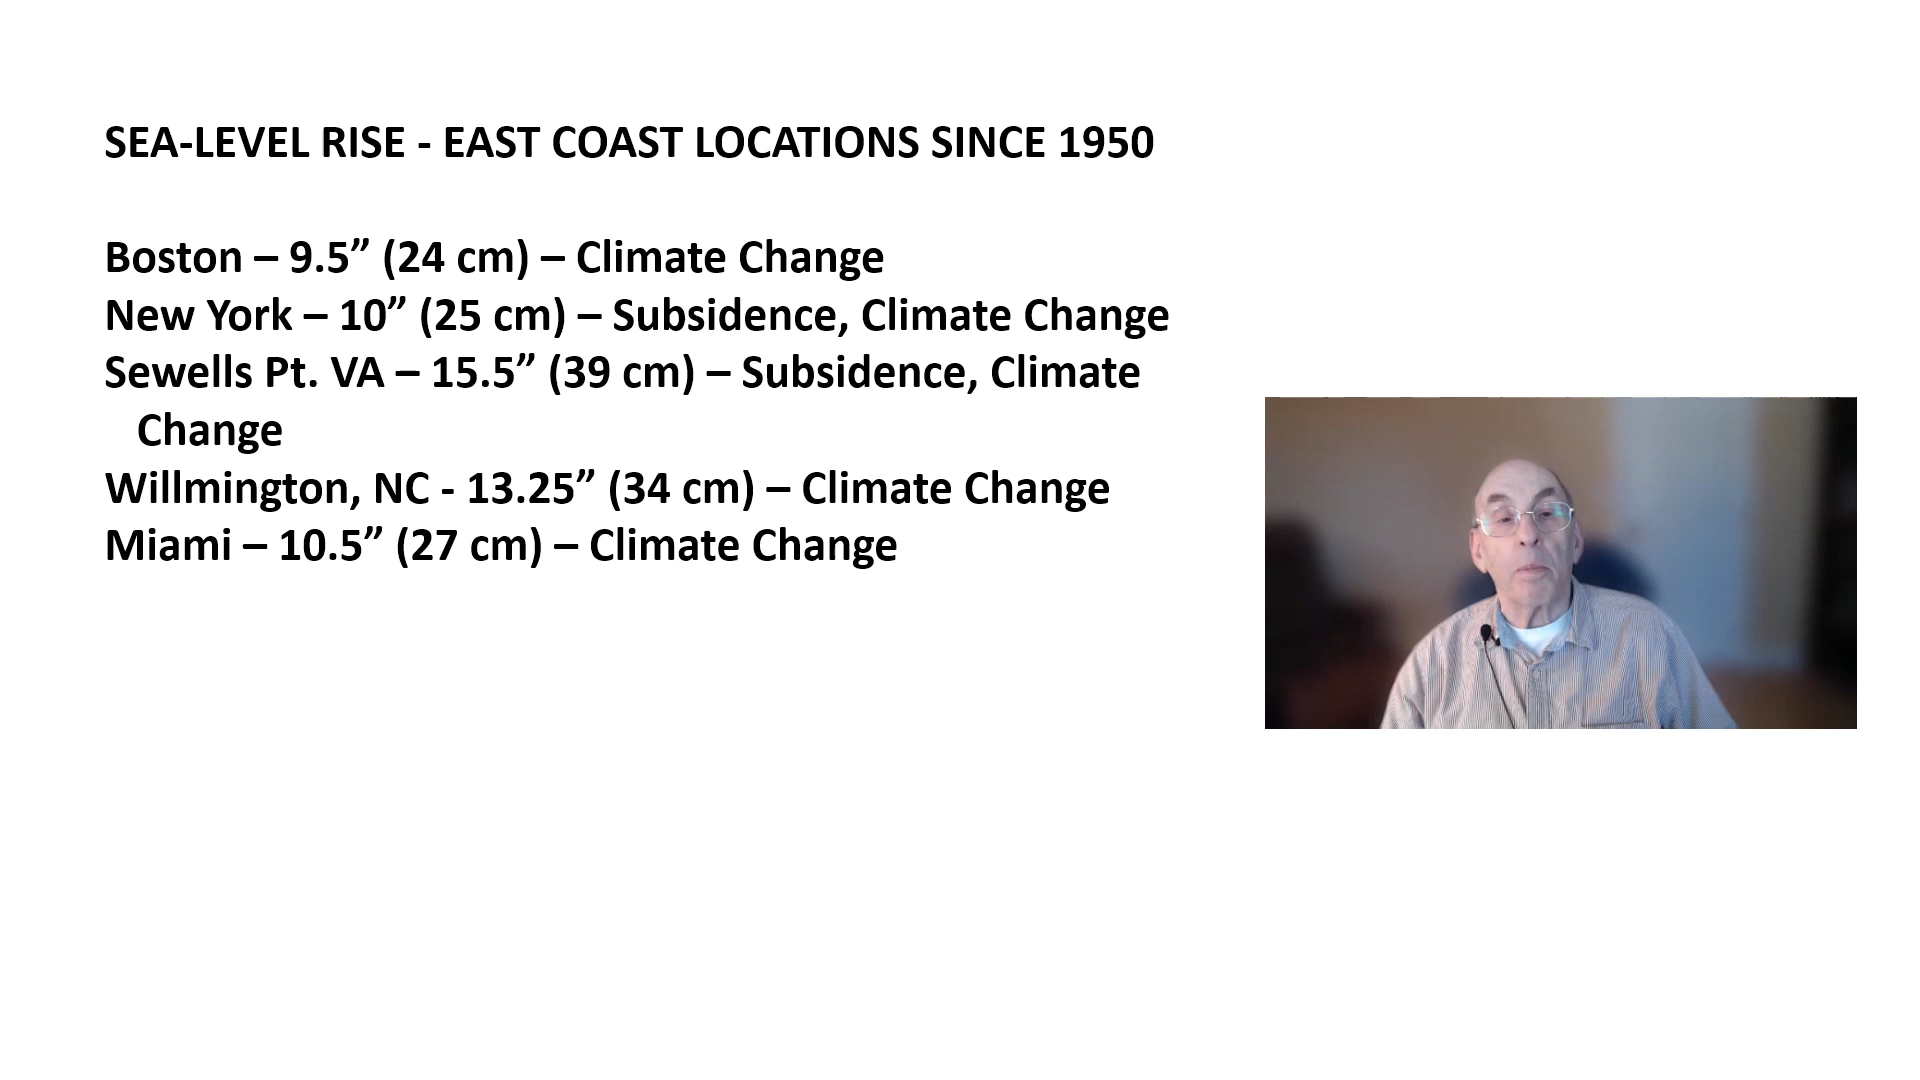 SEA-LEVEL RISE - EAST COAST LOCATIONS SINCE 1950
Boston – 9.5” (24 cm) – Climate Change
New York – 10” (25 cm) – Subsidence, Climate Change
Sewells Pt. VA – 15.5” (39 cm) – Subsidence, Climate
Change
Willmington, NC - 13.25” (34 cm) – Climate Change
Miami – 10.5” (27 cm) – Climate Change